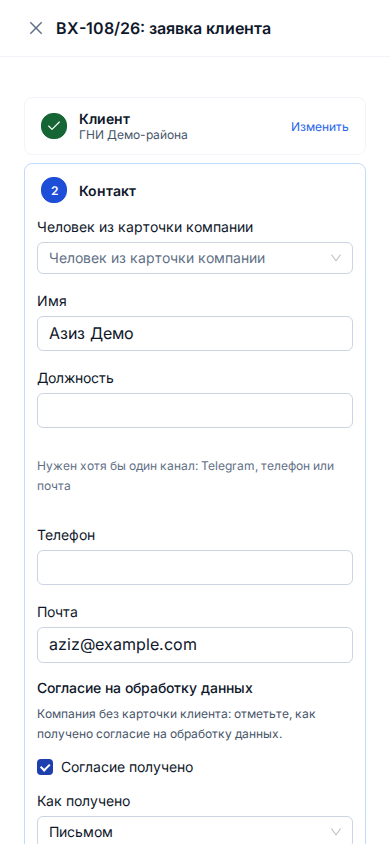 ВХ-108/26: заявка клиента
Клиент
ГНИ Демо-района
Изменить
2
Контакт
Человек из карточки компании
Человек из карточки компании
Имя
Азиз Демо
Должность
Нужен хотя бы один канал: Telegram, телефон или
почта
Телефон
Почта
aziz@example.com
Согласие на обработку данных
Компания без карточки клиента: отметьте, как
получено согласие на обработку данных.
Согласие получено
Как получено
Письмом